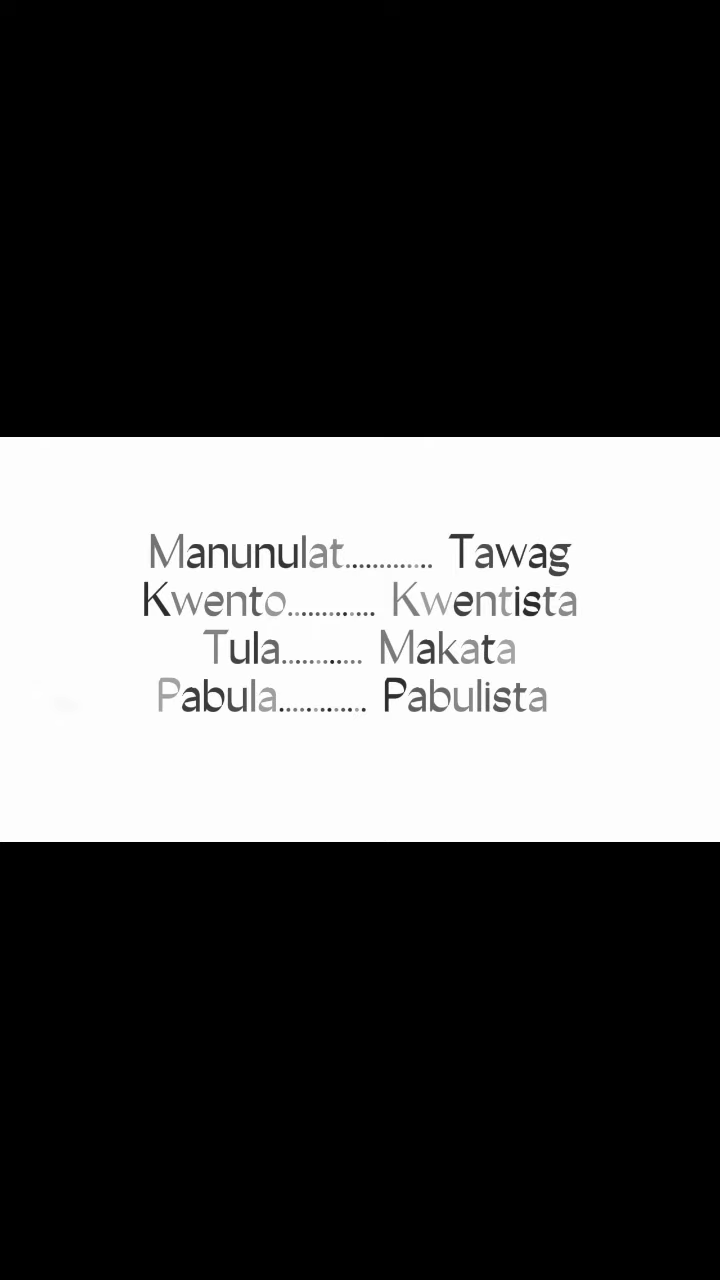 Manunulat............. Tawag
Kwento............. Kwentista
Tula............ Makata
Pabula............. Pabulista